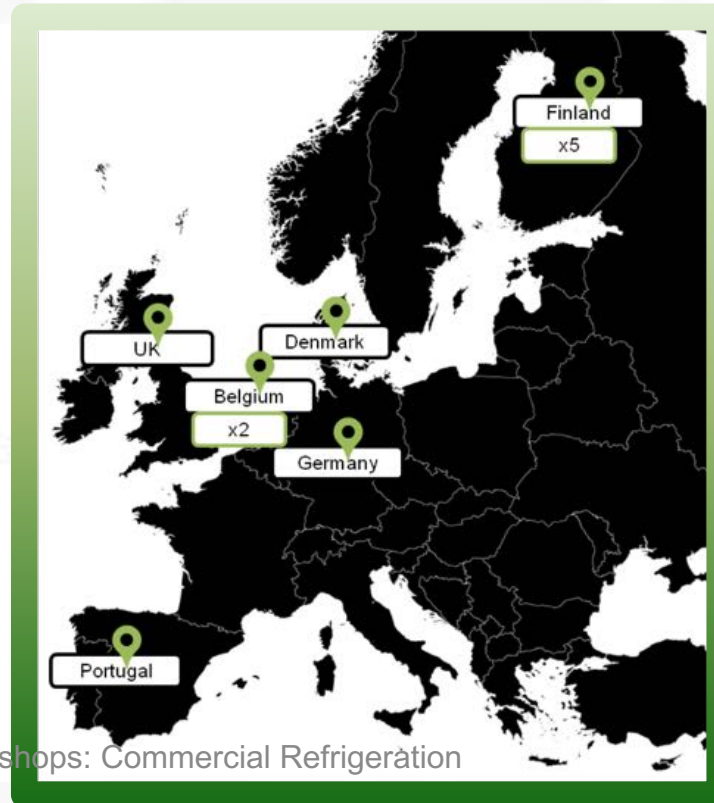 Finland
x5
UK
Denmark
Belgium
x2
Germany
Portugal
shops: Commercial Refrigeration